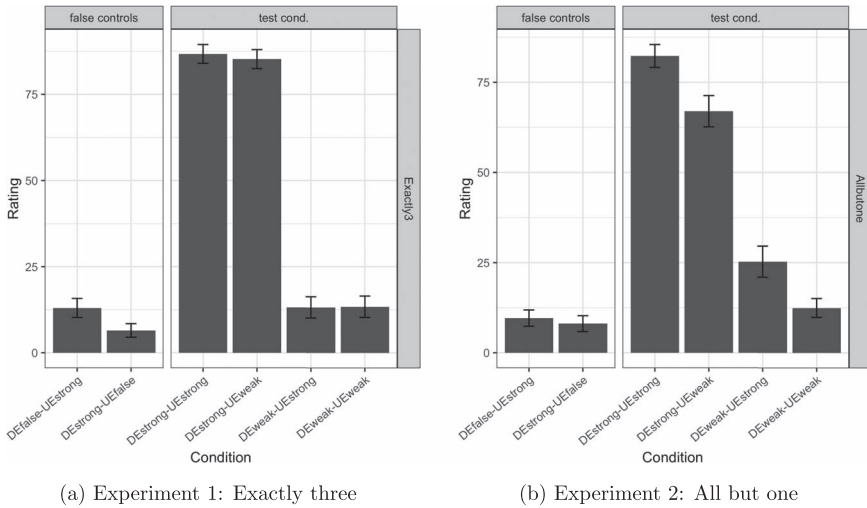 false controls
test cond.
75
50
25
0
Rating
Exactly3
DEfalse-UEstrong
DEstrong-UEfalse
DEstrong-UEstrong
DEstrong-UEweak
DEweak-UEstrong
DEweak-UEweak
Condition
(a) Experiment 1: Exactly three
false controls
test cond.
75
50
25
0
Rating
Allbutone
DEfalse-UEstrong
DEstrong-UEfalse
DEstrong-UEstrong
DEstrong-UEweak
DEweak-UEstrong
DEweak-UEweak
Condition
(b) Experiment 2: All but one